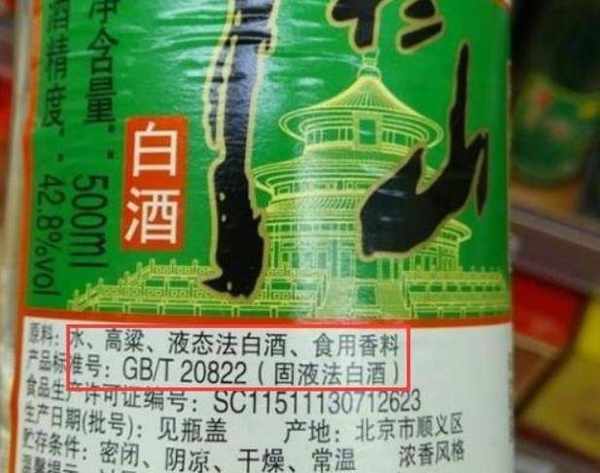 净含量：500ml
酒精度：42.8%vol
白酒
山
原料：水、高粱、液态法白酒、食用香料
产品标准号：GB/T 20822（固液法白酒）
食品生产许可证编号：SC11511130712623
生产日期(批号)：见瓶盖 产地：北京市顺义区
贮存条件：密闭、阴凉、干燥、常温 浓香风格